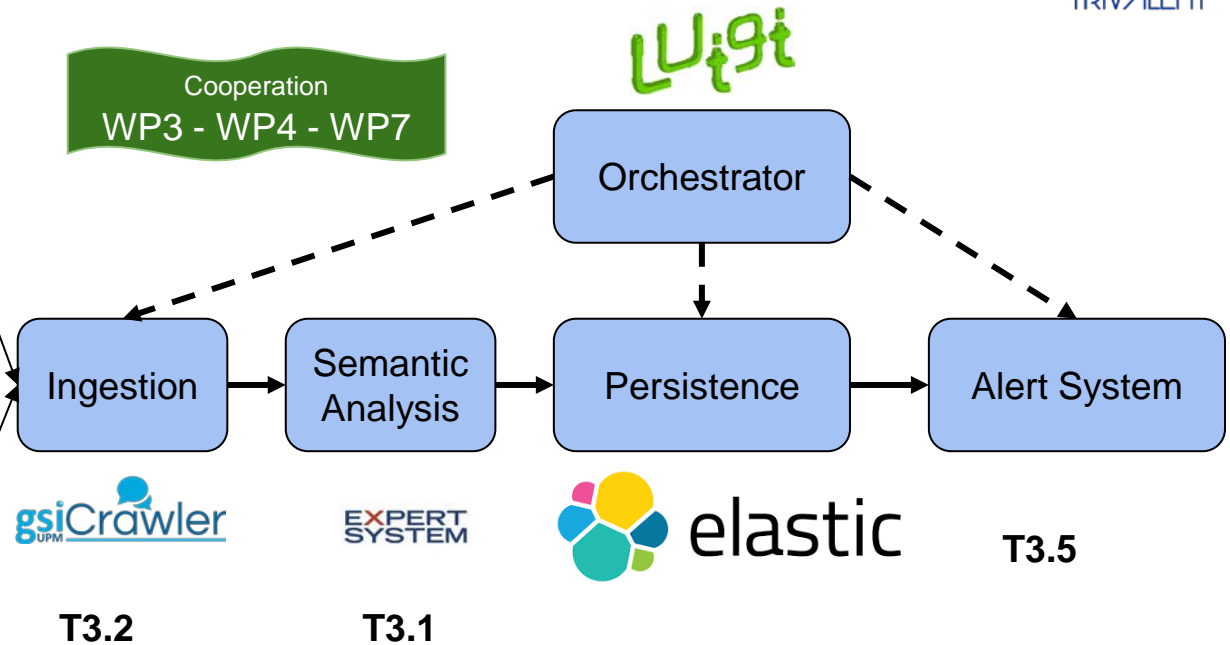 Cooperation
WP3 - WP4 - WP7
Luigi
Orchestrator
Ingestion
Semantic
Analysis
Persistence
Alert System
gsiCrawler
UPM
EXPERT
SYSTEM
elastic
T3.5
T3.2
T3.1